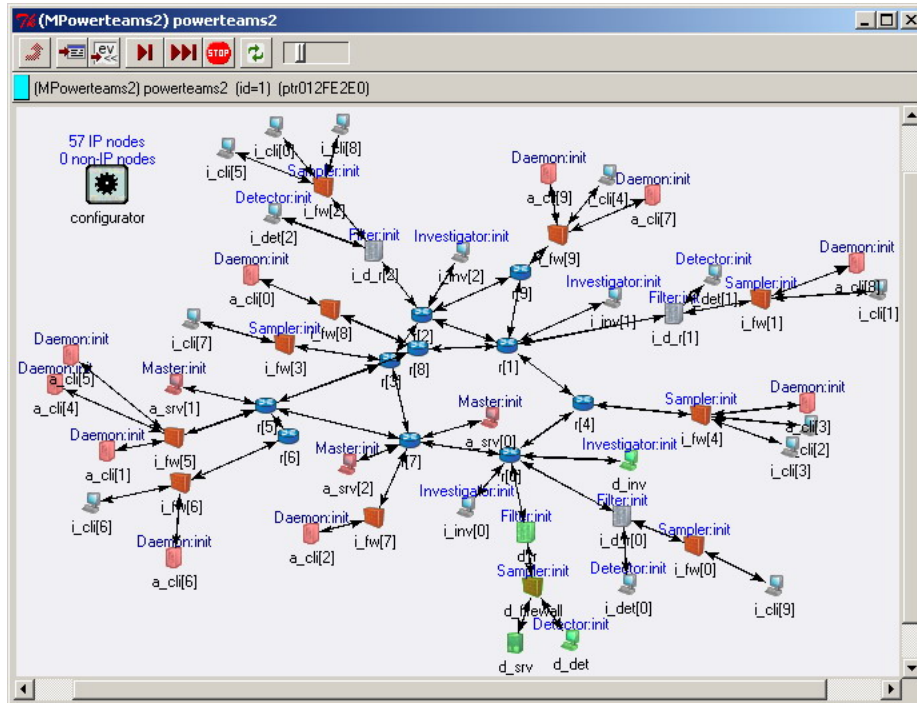 (MPowerteams2) powerteams2
ev
STOP
(MPowerteams2) powerteams2 (id=1) (ptr012FE2E0)
57 IP nodes
0 non-IP nodes
configurator
i_cli[0]
i_cli[8]
i_cli[5]
Sampler:init
i_fw[2]
Detector:init
i_det[2]
Filter:init
i_d_r[2]
Investigator:init
i_inv[2]
Daemon:init
a_cli[9]
i_cli[4]
Daemon:init
a_cli[7]
i_fw[9]
r[9]
Investigator:init
i_inv[1]
Detector:init
i_det[1]
Filter:init
i_d_r[1]
Sampler:init
i_fw[1]
Daemon:init
a_cli[8]
i_cli[1]
Daemon:init
a_cli[0]
i_fw[8]
r[2]
r[8]
r[1]
i_cli[7]
Sampler:init
i_fw[3]
r[3]
Daemon:init
a_cli[5]
Daemon:init
a_cli[4]
Master:init
a_srv[1]
r[5]
r[6]
Daemon:init
a_cli[1]
i_fw[5]
i_cli[6]
i_fw[6]
Daemon:init
a_cli[6]
Master:init
a_srv[2]
r[7]
Master:init
a_srv[0]
r[0]
r[4]
Sampler:init
i_fw[4]
Daemon:init
a_cli[3]
i_cli[2]
i_cli[3]
Daemon:init
a_cli[2]
i_fw[7]
Investigator:init
i_inv[0]
Investigator:init
d_inv
Filter:init
d_r
Sampler:init
d_firewall
Detector:init
d_srv
d_det
Filter:init
i_d_r[0]
Detector:init
i_det[0]
Sampler:init
i_fw[0]
i_cli[9]